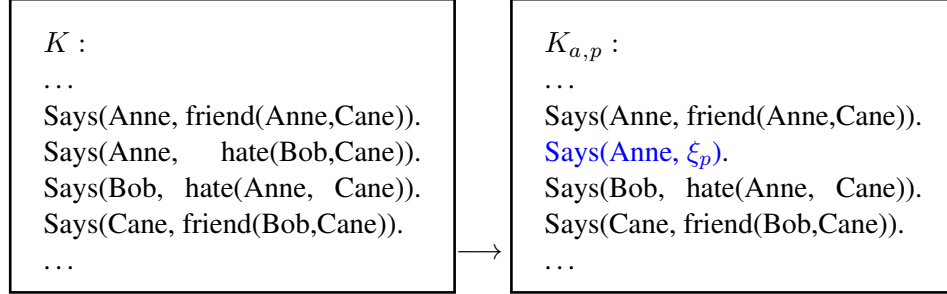 K :
...
Says(Anne, friend(Anne,Cane)).
Says(Anne, hate(Bob,Cane)).
Says(Bob, hate(Anne, Cane)).
Says(Cane, friend(Bob,Cane)).
...
→
K_{a,p} :
...
Says(Anne, friend(Anne,Cane)).
Says(Anne, ξ_p).
Says(Bob, hate(Anne, Cane)).
Says(Cane, friend(Bob,Cane)).
...